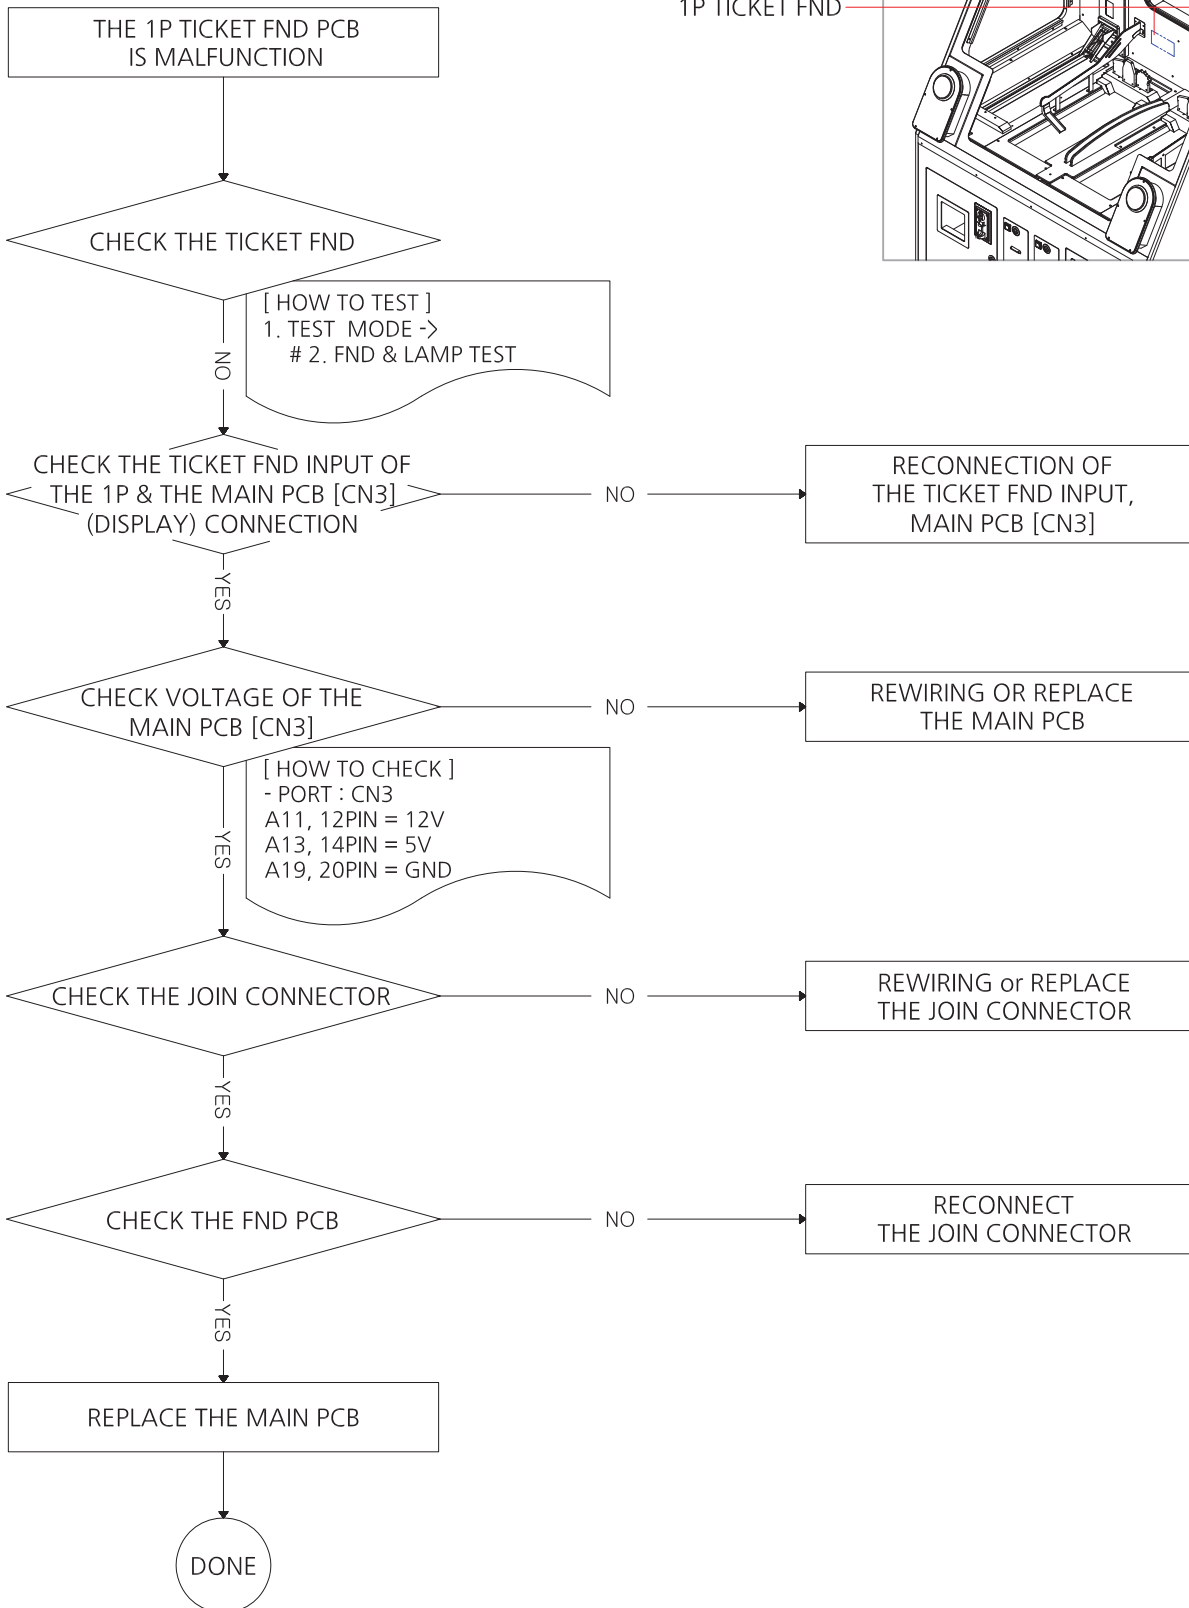 THE 1P TICKET FND PCB
IS MALFUNCTION
1P TICKET FND
CHECK THE TICKET FND
[ HOW TO TEST ]
1. TEST MODE ->
# 2. FND & LAMP TEST
NO
CHECK THE TICKET FND INPUT OF
THE 1P & THE MAIN PCB [CN3]
(DISPLAY) CONNECTION
NO
RECONNECTION OF
THE TICKET FND INPUT,
MAIN PCB [CN3]
YES
CHECK VOLTAGE OF THE
MAIN PCB [CN3]
NO
REWIRING OR REPLACE
THE MAIN PCB
[ HOW TO CHECK ]
- PORT : CN3
A11, 12PIN = 12V
A13, 14PIN = 5V
A19, 20PIN = GND
YES
CHECK THE JOIN CONNECTOR
NO
REWIRING or REPLACE
THE JOIN CONNECTOR
YES
CHECK THE FND PCB
NO
RECONNECT
THE JOIN CONNECTOR
YES
REPLACE THE MAIN PCB
DONE